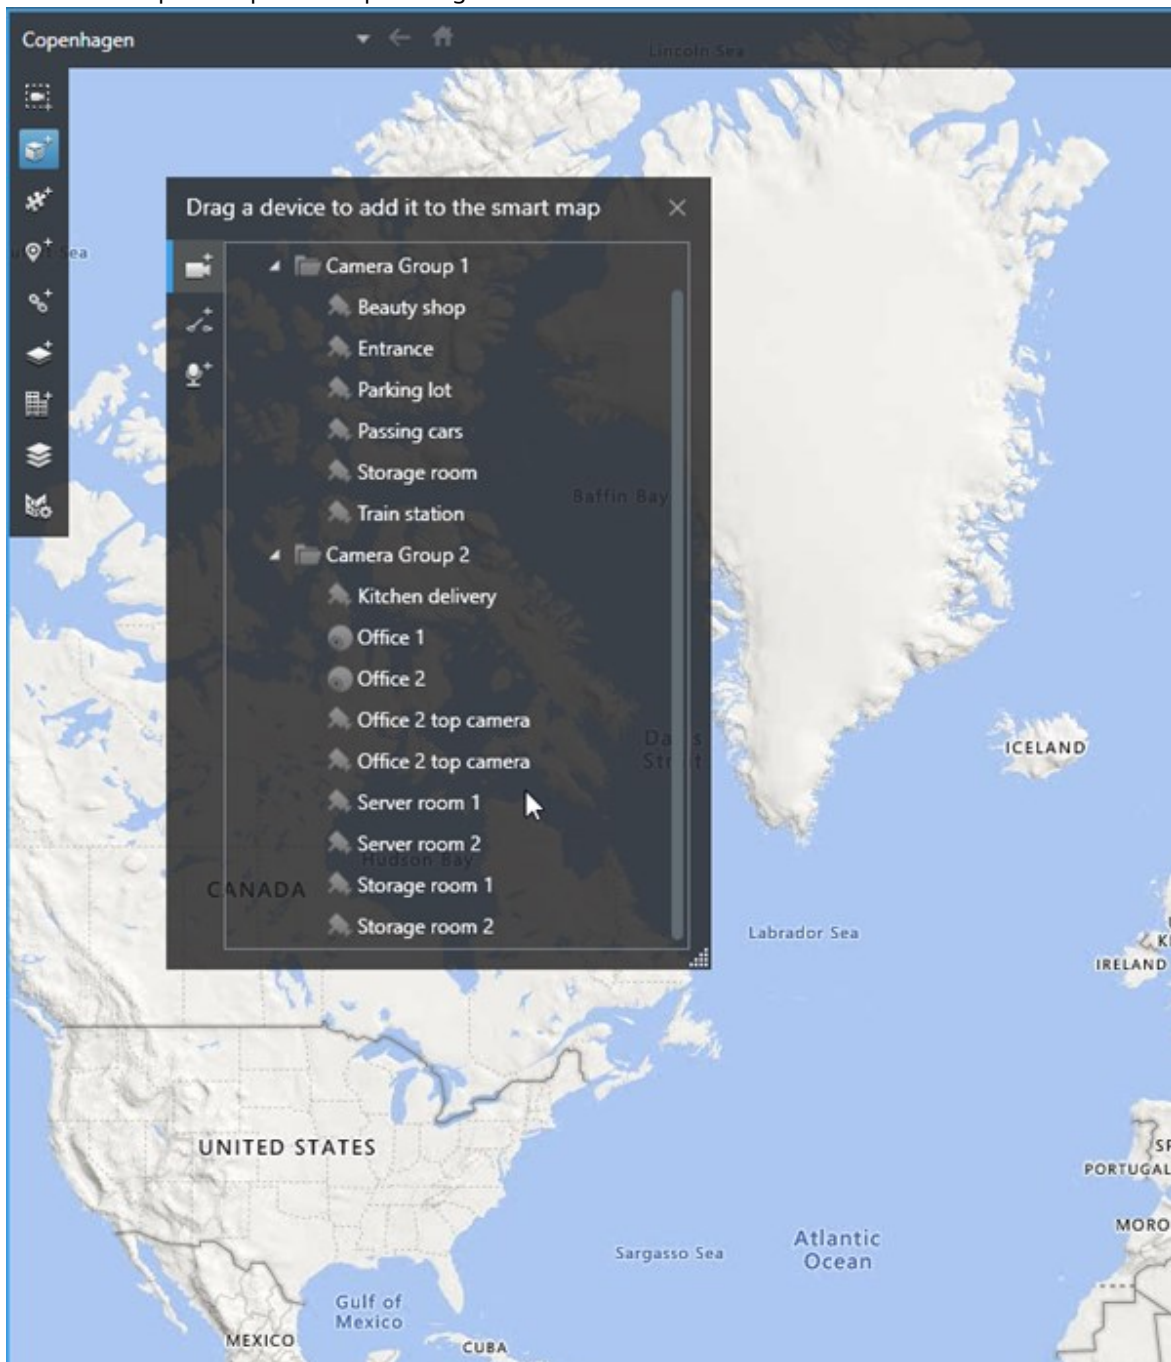 Copenhagen
Lincoln Sea
Sea
Drag a device to add it to the smart map
Camera Group 1
Beauty shop
Entrance
Parking lot
Passing cars
Storage room
Baffin Bay
Train station
Camera Group 2
Kitchen delivery
Office 1
Office 2
Office 2 top camera
Office 2 top camera
ICELAND
Server room 1
Server room 2
Hudson Bay
CANADA
Storage room 1
Storage room 2
Labrador Sea
IRELAND
UNITED STATES
PORTUGAL
MORO
Atlantic
Ocean
Sargasso Sea
Gulf of
Mexico
MEXICO
CUBA